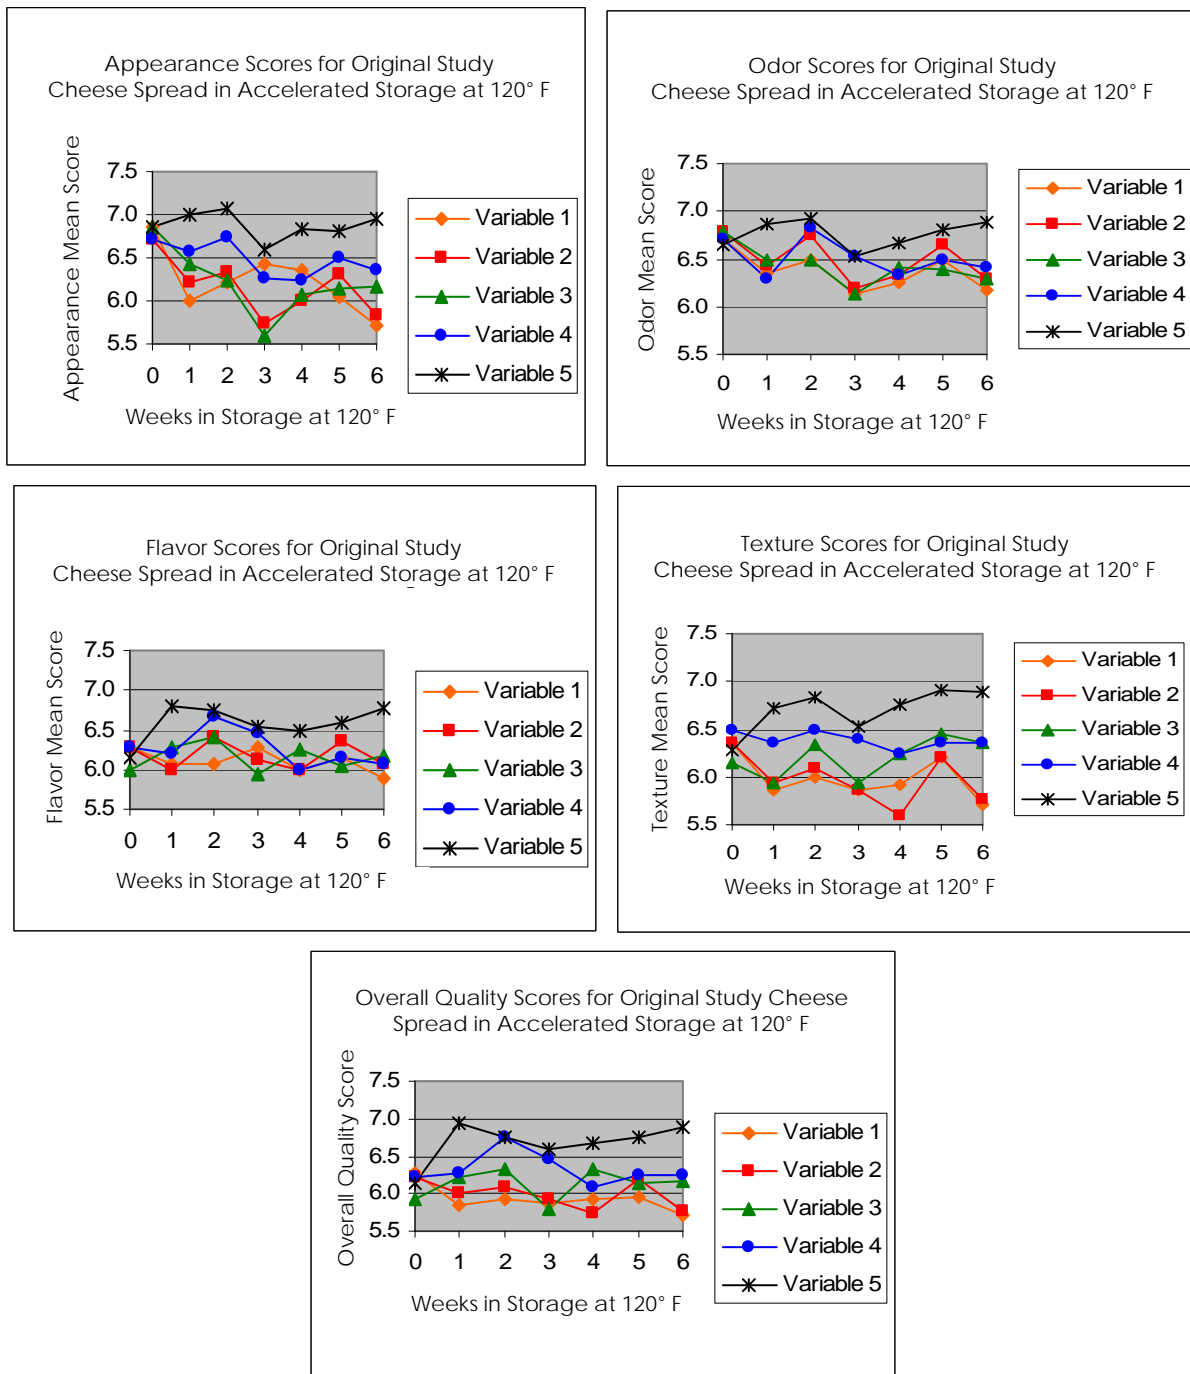 Appearance Scores for Original Study
Cheese Spread in Accelerated Storage at 120° F
Appearance Mean Score
7.5
7.0
6.5
6.0
5.5
0 1 2 3 4 5 6
Weeks in Storage at 120° F
Variable 1
Variable 2
Variable 3
Variable 4
Variable 5
Odor Scores for Original Study
Cheese Spread in Accelerated Storage at 120° F
Odor Mean Score
7.5
7.0
6.5
6.0
5.5
0 1 2 3 4 5 6
Weeks in Storage at 120° F
Variable 1
Variable 2
Variable 3
Variable 4
Variable 5
Flavor Scores for Original Study
Cheese Spread in Accelerated Storage at 120° F
Flavor Mean Score
7.5
7.0
6.5
6.0
5.5
0 1 2 3 4 5 6
Weeks in Storage at 120° F
Variable 1
Variable 2
Variable 3
Variable 4
Variable 5
Texture Scores for Original Study
Cheese Spread in Accelerated Storage at 120° F
Texture Mean Score
7.5
7.0
6.5
6.0
5.5
0 1 2 3 4 5 6
Weeks in Storage at 120° F
Variable 1
Variable 2
Variable 3
Variable 4
Variable 5
Overall Quality Scores for Original Study Cheese
Spread in Accelerated Storage at 120° F
Overall Quality Score
7.5
7.0
6.5
6.0
5.5
0 1 2 3 4 5 6
Weeks in Storage at 120° F
Variable 1
Variable 2
Variable 3
Variable 4
Variable 5